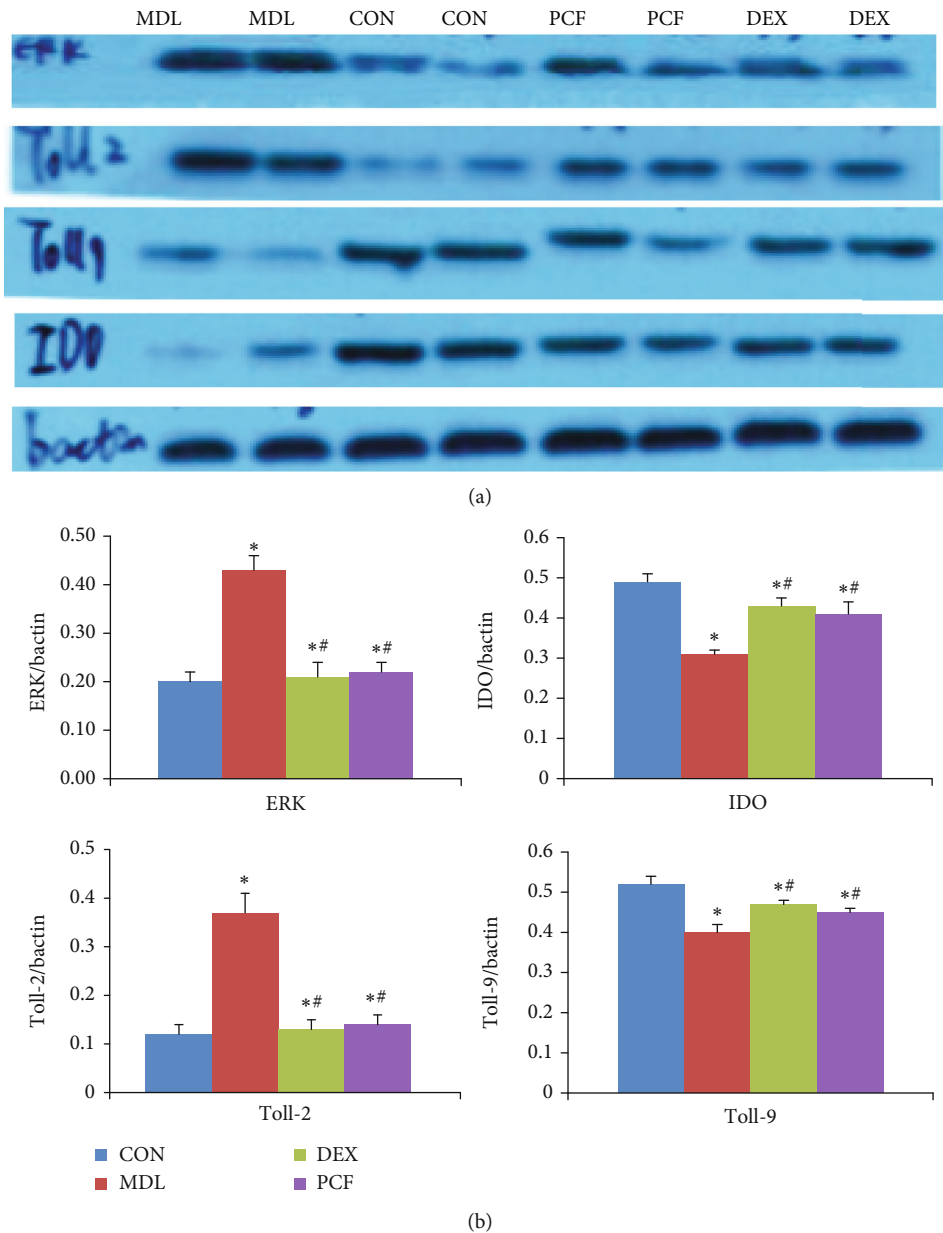 MDL MDL CON CON PCF PCF DEX DEX
ERK
Toll 2
Toll 9
IDO
bactin
(a)
ERK/bactin
0.50
0.40
0.30
0.20
0.10
0.00
*
*#
*#
ERK
IDO/bactin
0.6
0.5
0.4
0.3
0.2
0.1
0
*
*#
*#
IDO
Toll-2/bactin
0.5
0.4
0.3
0.2
0.1
0
*
*#
*#
Toll-2
Toll-9/bactin
0.6
0.5
0.4
0.3
0.2
0.1
0
*
*#
*#
Toll-9
CON
MDL
DEX
PCF
(b)